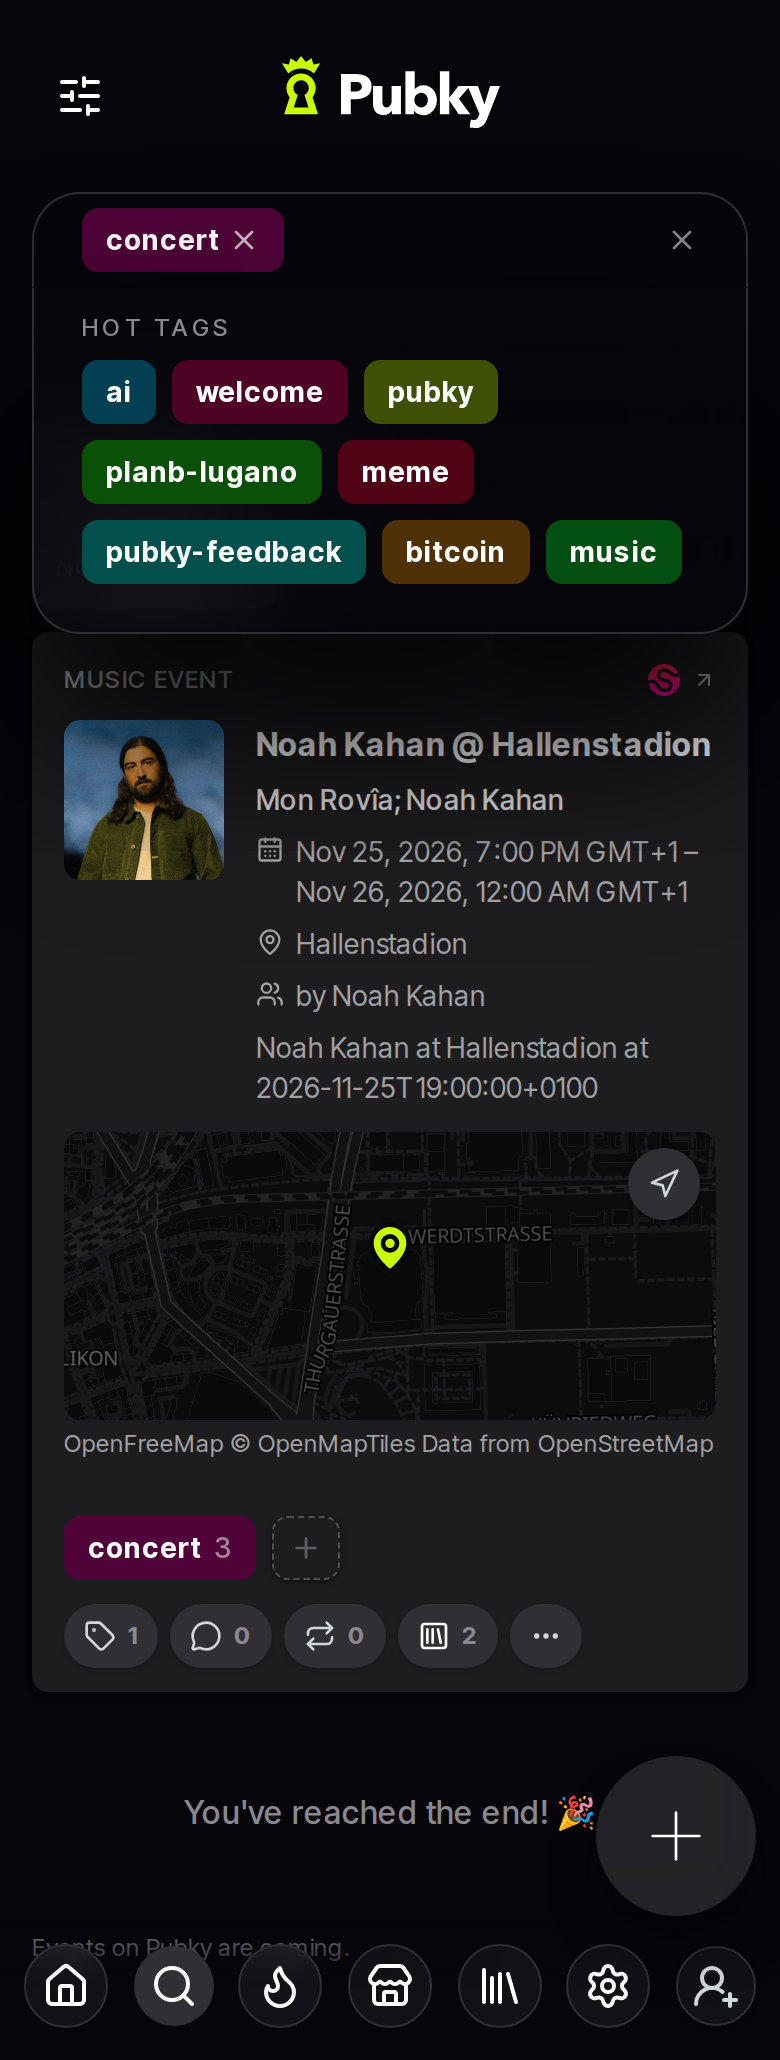 Pubky
concert
HOT TAGS
ai welcome pubky
planb-lugano meme
pubky-feedback bitcoin music
MUSIC EVENT
Noah Kahan @ Hallenstadion
Mon Rovîa; Noah Kahan
Nov 25, 2026, 7:00 PM GMT+1 –
Nov 26, 2026, 12:00 AM GMT+1
Hallenstadion
by Noah Kahan
Noah Kahan at Hallenstadion at
2026-11-25T19:00:00+0100
WERDTSTRASSE
THURGAUERSTRASSE
LIKON
OpenFreeMap © OpenMapTiles Data from OpenStreetMap
concert 3
1 0 0 2
You've reached the end! 🎉
Events on Pubky are coming.